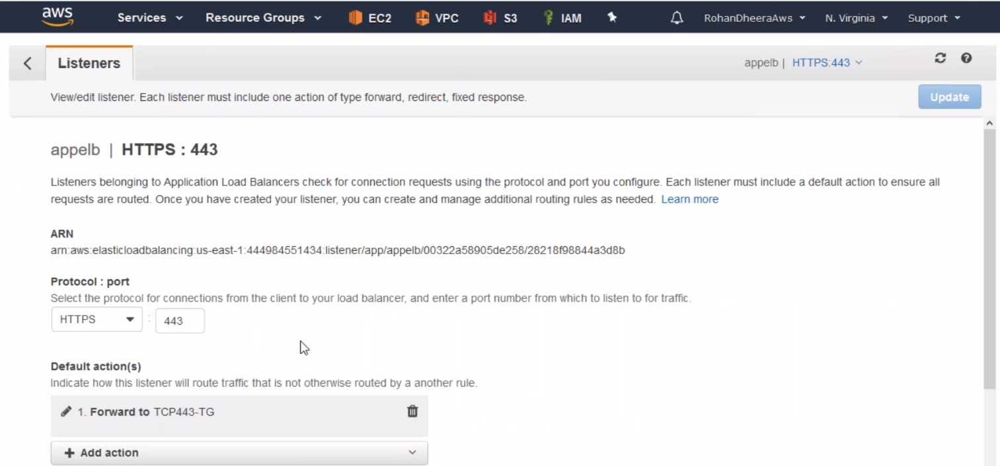 aws Services Resource Groups EC2 VPC S3 IAM RohanDheeraAws N. Virginia Support
Listeners appelb | HTTPS:443
View/edit listener. Each listener must include one action of type forward, redirect, fixed response. Update
appelb | HTTPS : 443
Listeners belonging to Application Load Balancers check for connection requests using the protocol and port you configure. Each listener must include a default action to ensure all
requests are routed. Once you have created your listener, you can create and manage additional routing rules as needed. Learn more
ARN
arn:aws:elasticloadbalancing:us-east-1:444984551434:listener/app/appelb/00322a58905de258/28218f98844a3d8b
Protocol : port
Select the protocol for connections from the client to your load balancer, and enter a port number from which to listen to for traffic.
HTTPS : 443
Default action(s)
Indicate how this listener will route traffic that is not otherwise routed by a another rule.
1. Forward to TCP443-TG
Add action